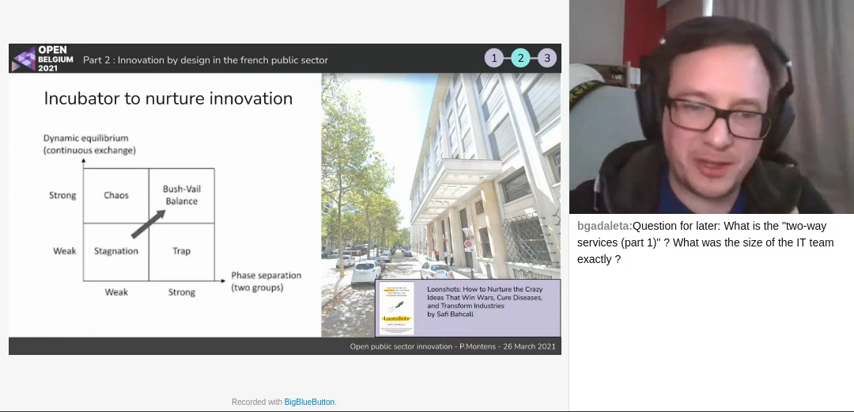 OPEN
BELGIUM
2021
Part 2 : Innovation by design in the french public sector
1 2 3
Incubator to nurture innovation
Dynamic equilibrium
(continuous exchange)
Strong
Chaos
Bush-Vail
Balance
Weak
Stagnation
Trap
Phase separation
(two groups)
Weak
Strong
Loonshots: How to Nurture the Crazy
Ideas That Win Wars, Cure Diseases,
and Transform Industries
by Safi Bahcall
Loonshots
Open public sector innovation - P.Montens - 26 March 2021
Recorded with BigBlueButton.
bgadaleta:Question for later: What is the "two-way
services (part 1)" ? What was the size of the IT team
exactly ?